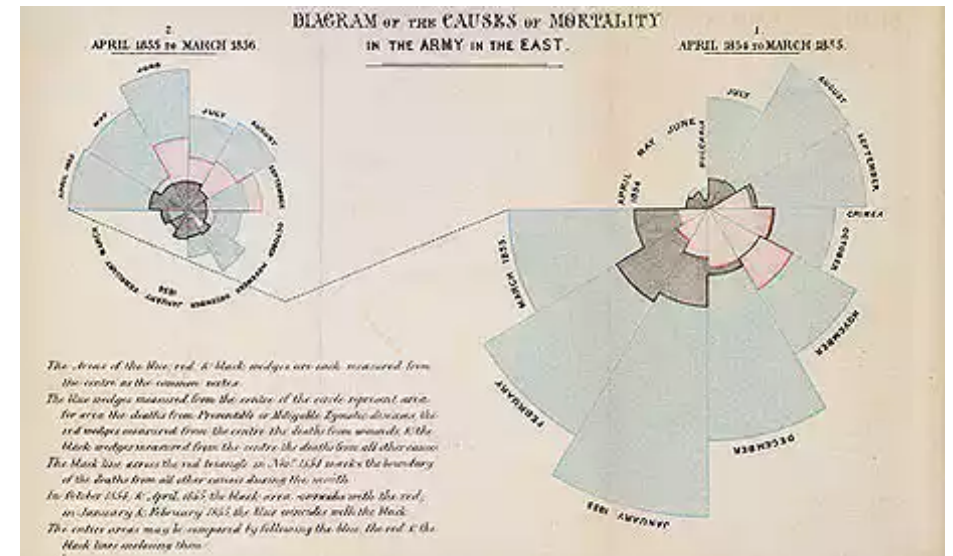 DIAGRAM OF THE CAUSES OF MORTALITY
IN THE ARMY IN THE EAST.
2.
APRIL 1855 TO MARCH 1856.
JUNE
MAY
APRIL 1855
JULY
AUGUST
SEPTEMBER
OCTOBER
NOVEMBER
DECEMBER
JANUARY 1856
FEBRUARY
MARCH
1.
APRIL 1854 TO MARCH 1855.
APRIL 1854
MAY
JUNE
BULGARIA
JULY
AUGUST
SEPTEMBER
CRIMEA
OCTOBER
NOVEMBER
DECEMBER
JANUARY 1855
FEBRUARY
MARCH 1855.
The Areas of the blue, red, & black wedges are each measured from
the centre as the common vertex
The blue wedges measured from the centre of the circle represent area
for area the deaths from Preventable or Mitigable Zymotic diseases, the
red wedges measured from the centre the deaths from wounds, & the
black wedges measured from the centre the deaths from all other causes
The black line across the red triangle in Nov.r 1854 marks the boundary
of the deaths from all other causes during the month
In October 1854, & April 1855, the black area coincides with the red,
in January & February 1855, the blue coincides with the black
The entire areas may be compared by following the blue, the red & the
black lines enclosing them.